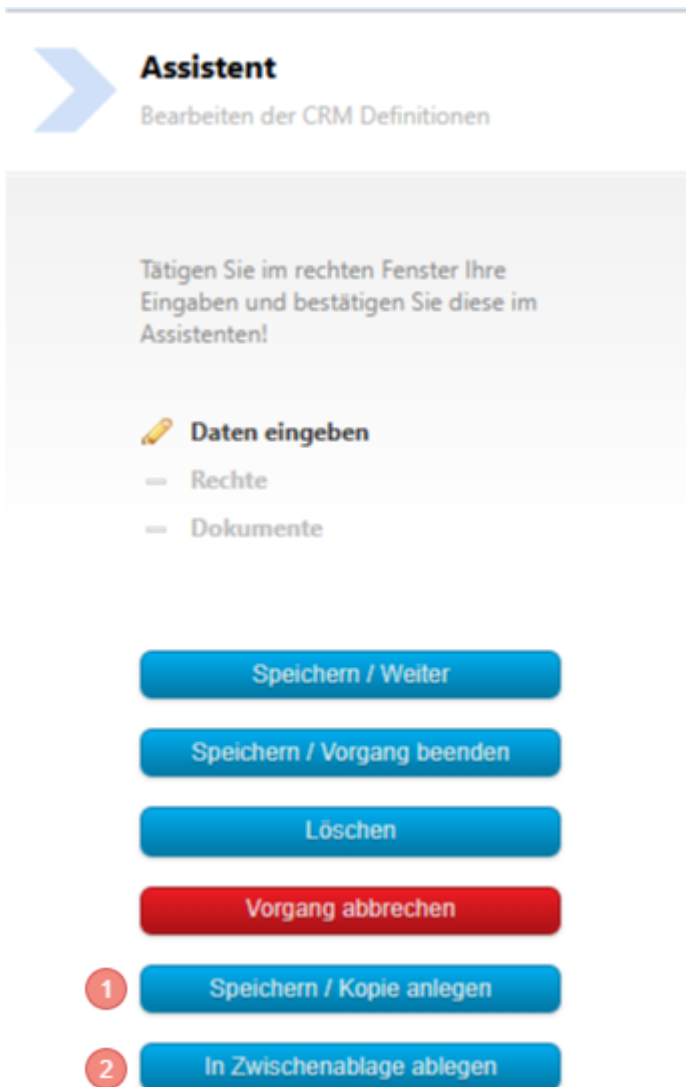 Assistent
Bearbeiten der CRM Definitionen
Tätigen Sie im rechten Fenster Ihre
Eingaben und bestätigen Sie diese im
Assistenten!
Daten eingeben
Rechte
Dokumente
Speichern / Weiter
Speichern / Vorgang beenden
Löschen
Vorgang abbrechen
1 Speichern / Kopie anlegen
2 In Zwischenablage ablegen